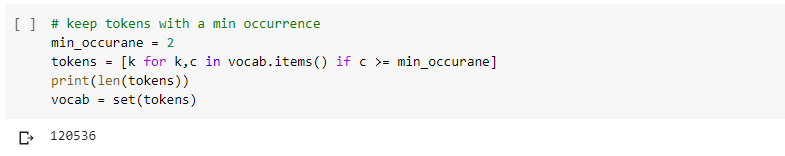 [ ] # keep tokens with a min occurrence
min_occurane = 2
tokens = [k for k,c in vocab.items() if c >= min_occurane]
print(len(tokens))
vocab = set(tokens)
120536